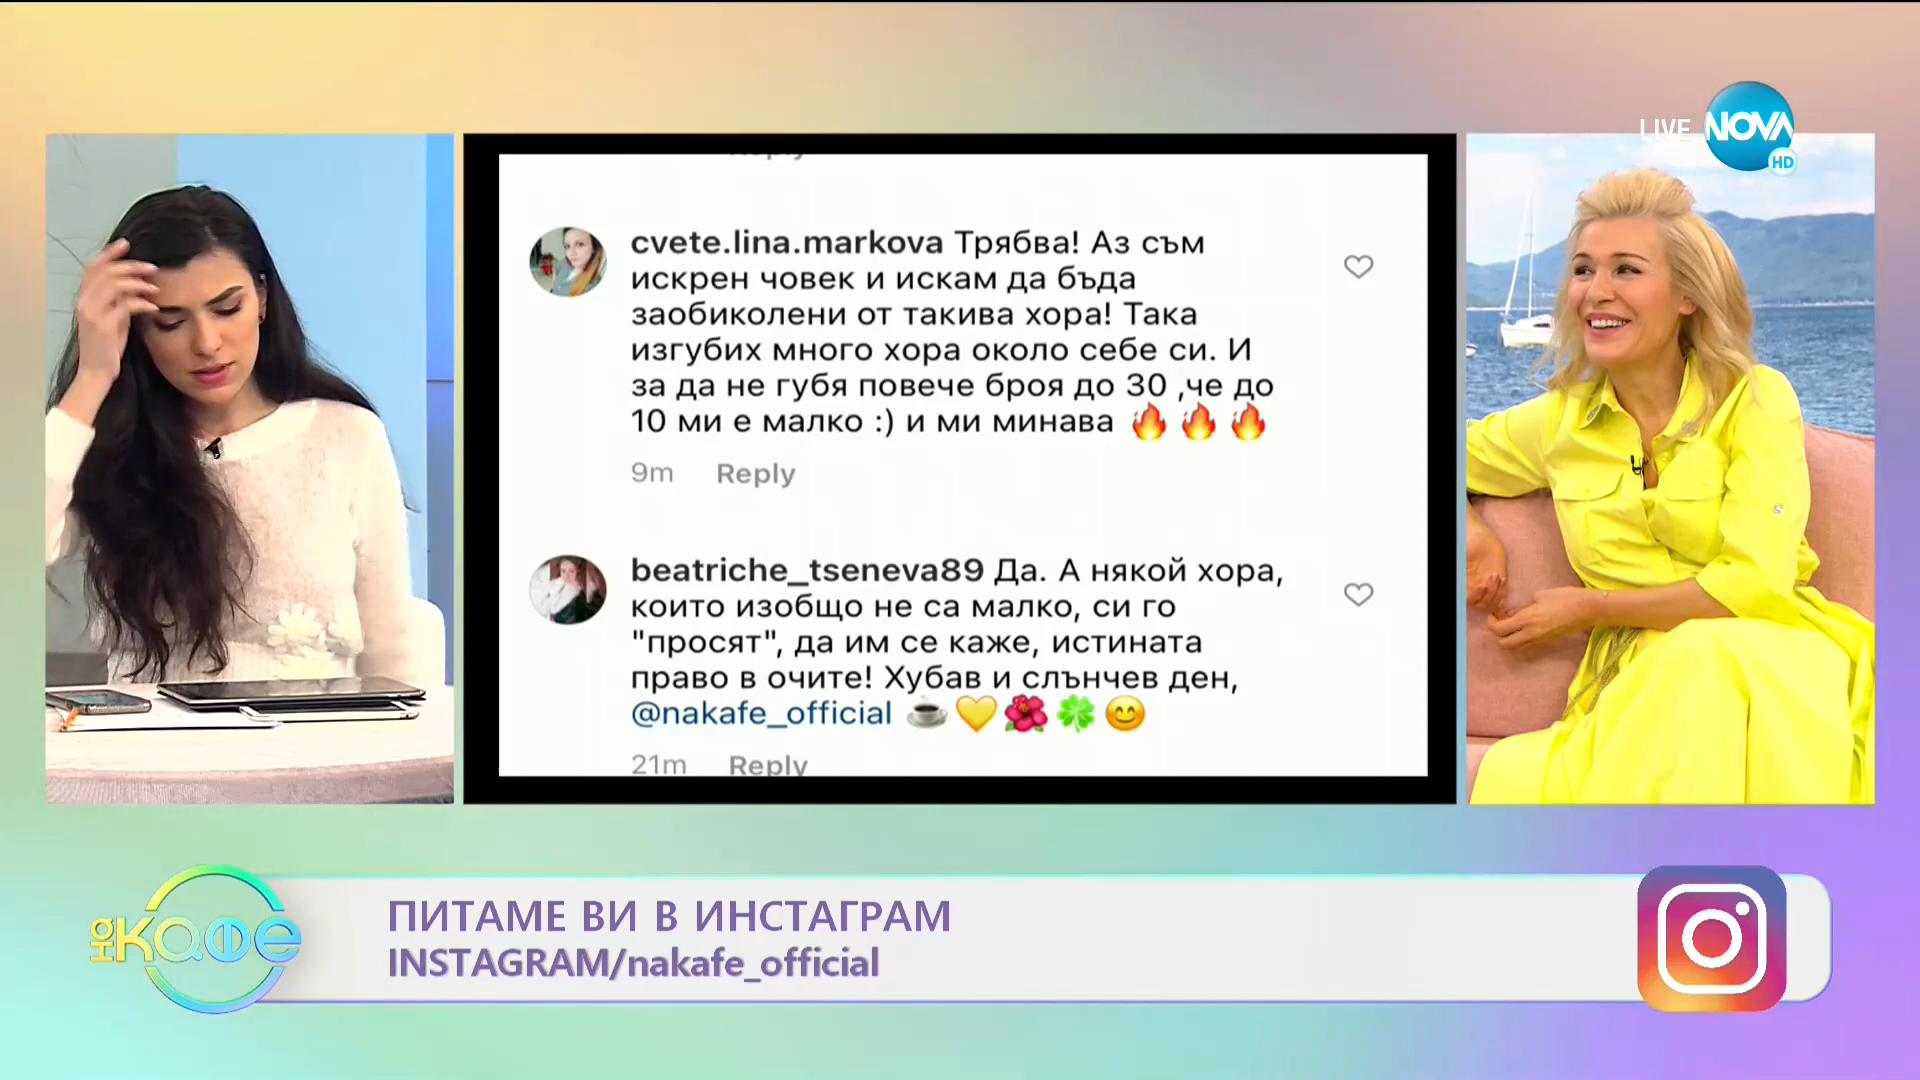 LIVE NOVA
HD
Reply
cvete.lina.markova Трябва! Аз съм
искрен човек и искам да бъда
заобиколени от такива хора! Така
изгубих много хора около себе си. И
за да не губя повече броя до 30 ,че до
10 ми е малко :) и ми минава 🔥🔥🔥
9m Reply
beatriche_tseneva89 Да. А някой хора,
които изобщо не са малко, си го
"просят", да им се каже, истината
право в очите! Хубав и слънчев ден,
@nakafe_official ☕💛🌺🍀😊
21m Reply
на кафе
ПИТАМЕ ВИ В ИНСТАГРАМ
INSTAGRAM/nakafe_official